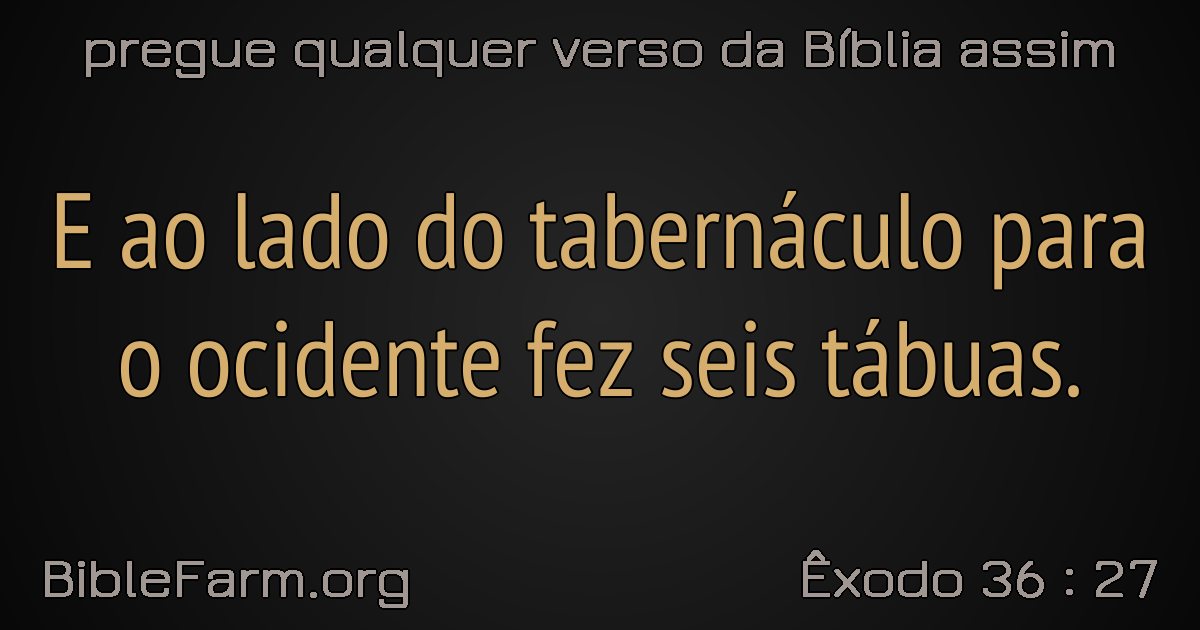 pregue qualquer verso da Bíblia assim
E ao lado do tabernáculo para
o ocidente fez seis tábuas.
BibleFarm.org
Êxodo 36 : 27